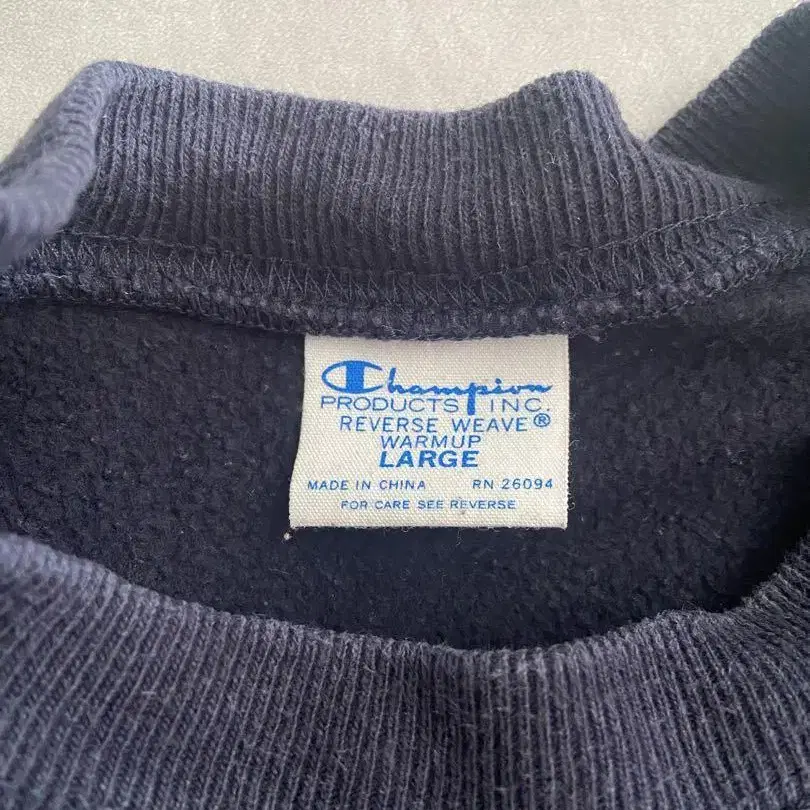 Champion
PRODUCTS INC.
REVERSE WEAVE®
WARMUP
LARGE
MADE IN CHINA RN 26094
FOR CARE SEE REVERSE